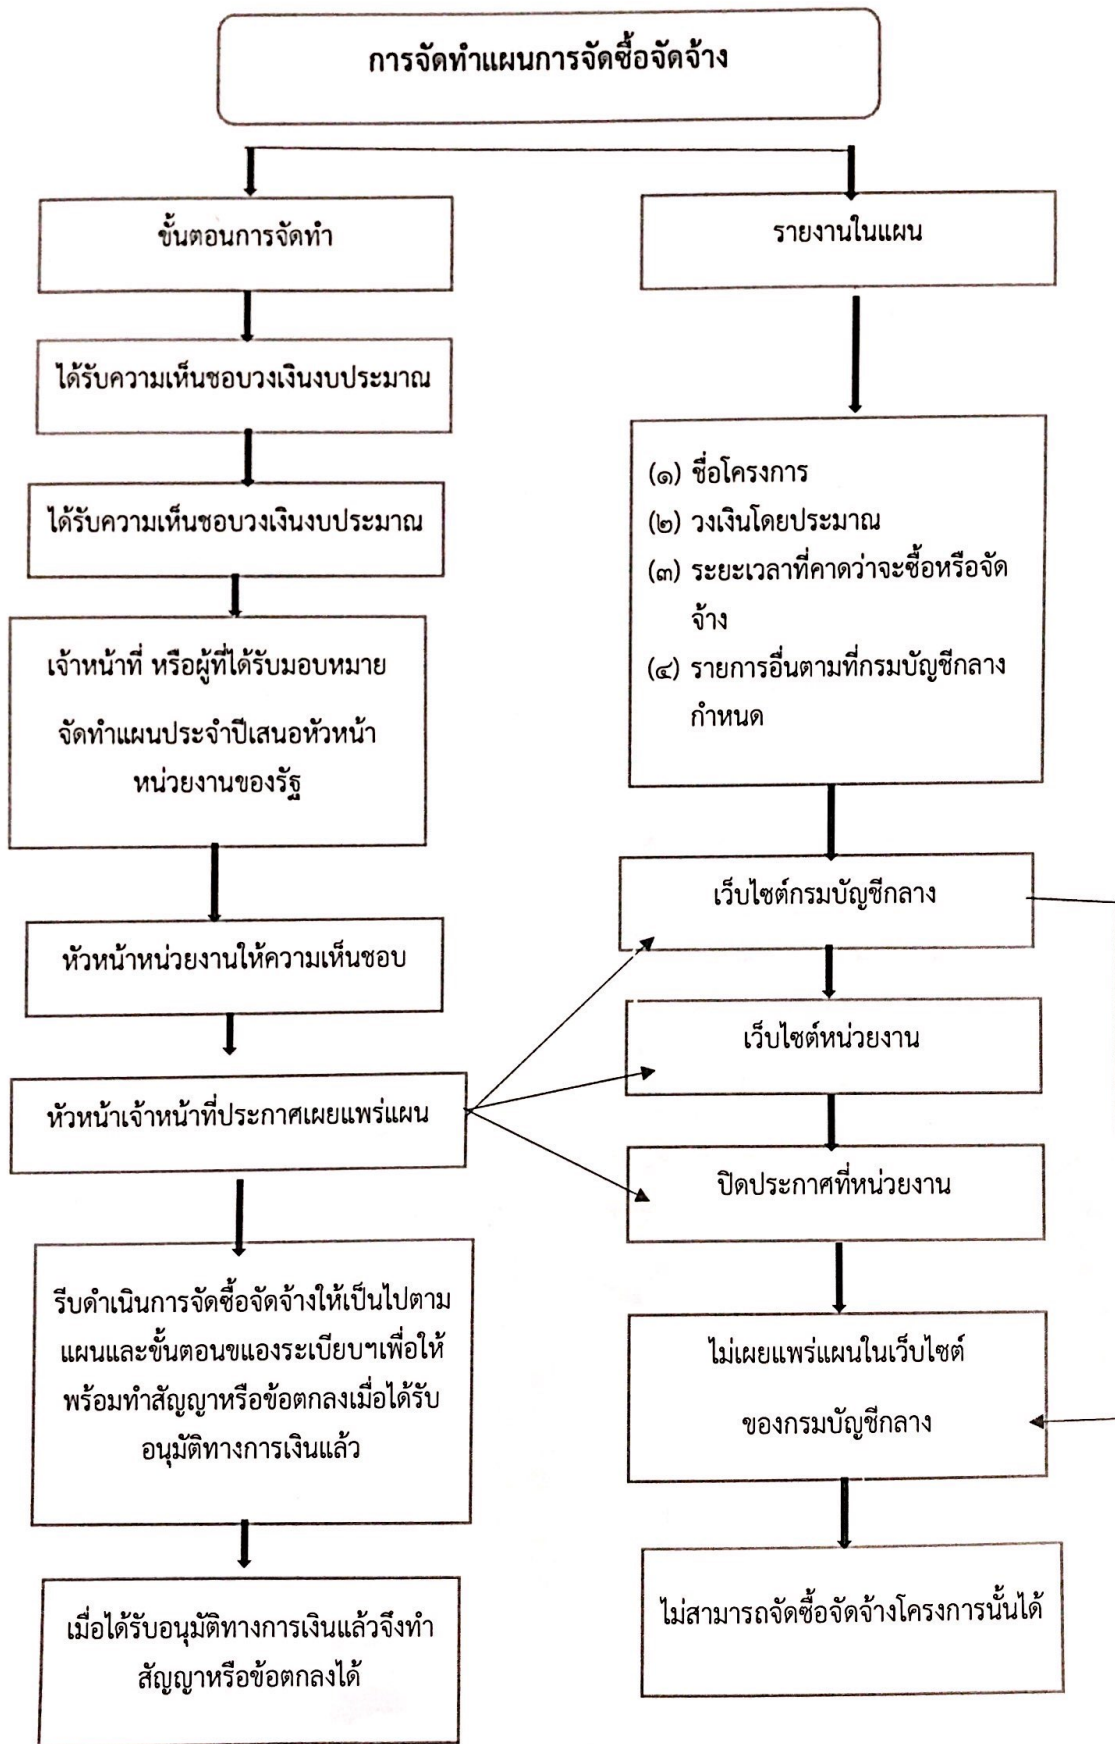 การจัดทำแผนการจัดซื้อจัดจ้าง
ขั้นตอนการจัดทำ
ได้รับความเห็นชอบวงเงินงบประมาณ
ได้รับความเห็นชอบวงเงินงบประมาณ
เจ้าหน้าที่ หรือผู้ที่ได้รับมอบหมาย
จัดทำแผนประจำปีเสนอหัวหน้า
หน่วยงานของรัฐ
หัวหน้าหน่วยงานให้ความเห็นชอบ
หัวหน้าเจ้าหน้าที่ประกาศเผยแพร่แผน
รีบดำเนินการจัดซื้อจัดจ้างให้เป็นไปตาม
แผนและขั้นตอนขแองระเบียบฯเพื่อให้
พร้อมทำสัญญาหรือข้อตกลงเมื่อได้รับ
อนุมัติทางการเงินแล้ว
เมื่อได้รับอนุมัติทางการเงินแล้วจึงทำ
สัญญาหรือข้อตกลงได้
รายงานในแผน
(๑) ชื่อโครงการ
(๒) วงเงินโดยประมาณ
(๓) ระยะเวลาที่คาดว่าจะซื้อหรือจัด
จ้าง
(๔) รายการอื่นตามที่กรมบัญชีกลาง
กำหนด
เว็บไซต์กรมบัญชีกลาง
เว็บไซต์หน่วยงาน
ปิดประกาศที่หน่วยงาน
ไม่เผยแพร่แผนในเว็บไซต์
ของกรมบัญชีกลาง
ไม่สามารถจัดซื้อจัดจ้างโครงการนั้นได้